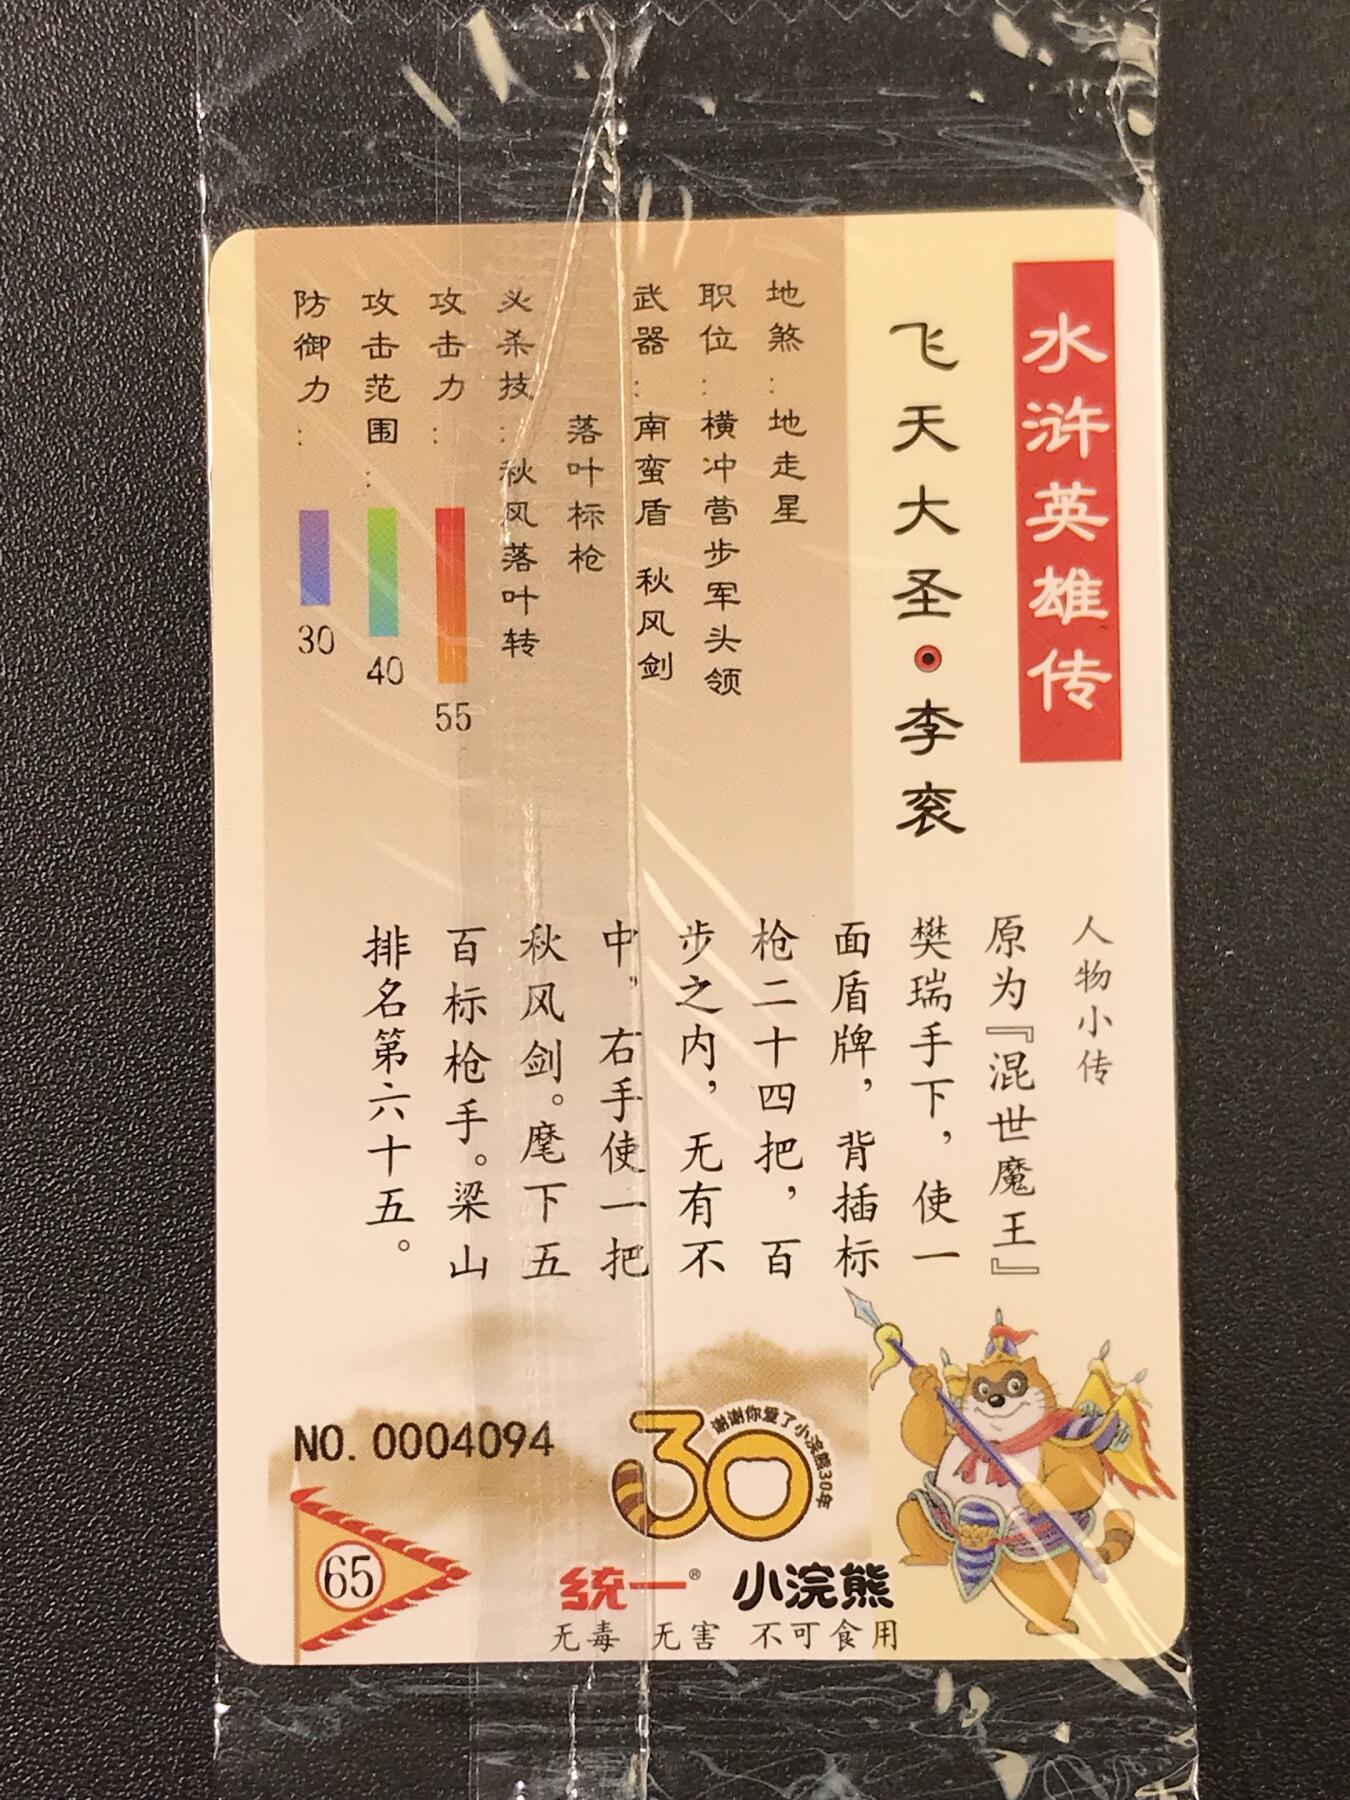 水浒英雄传
飞天大圣·李衮
地煞：地走星
职位：横冲营步军头领
武器：南蛮盾 秋风剑
落叶标枪
必杀技：秋风落叶转
攻击力：
55
攻击范围：
40
防御力：
30
人物小传
原为『混世魔王』
樊瑞手下，使一
面盾牌，背插标
枪二十四把，百
步之内，无有不
中，右手使一把
秋风剑。麾下五
百标枪手。梁山
排名第六十五。
NO.0004094
30
谢谢你爱了小浣熊30年
65
统一® 小浣熊
无毒 无害 不可食用